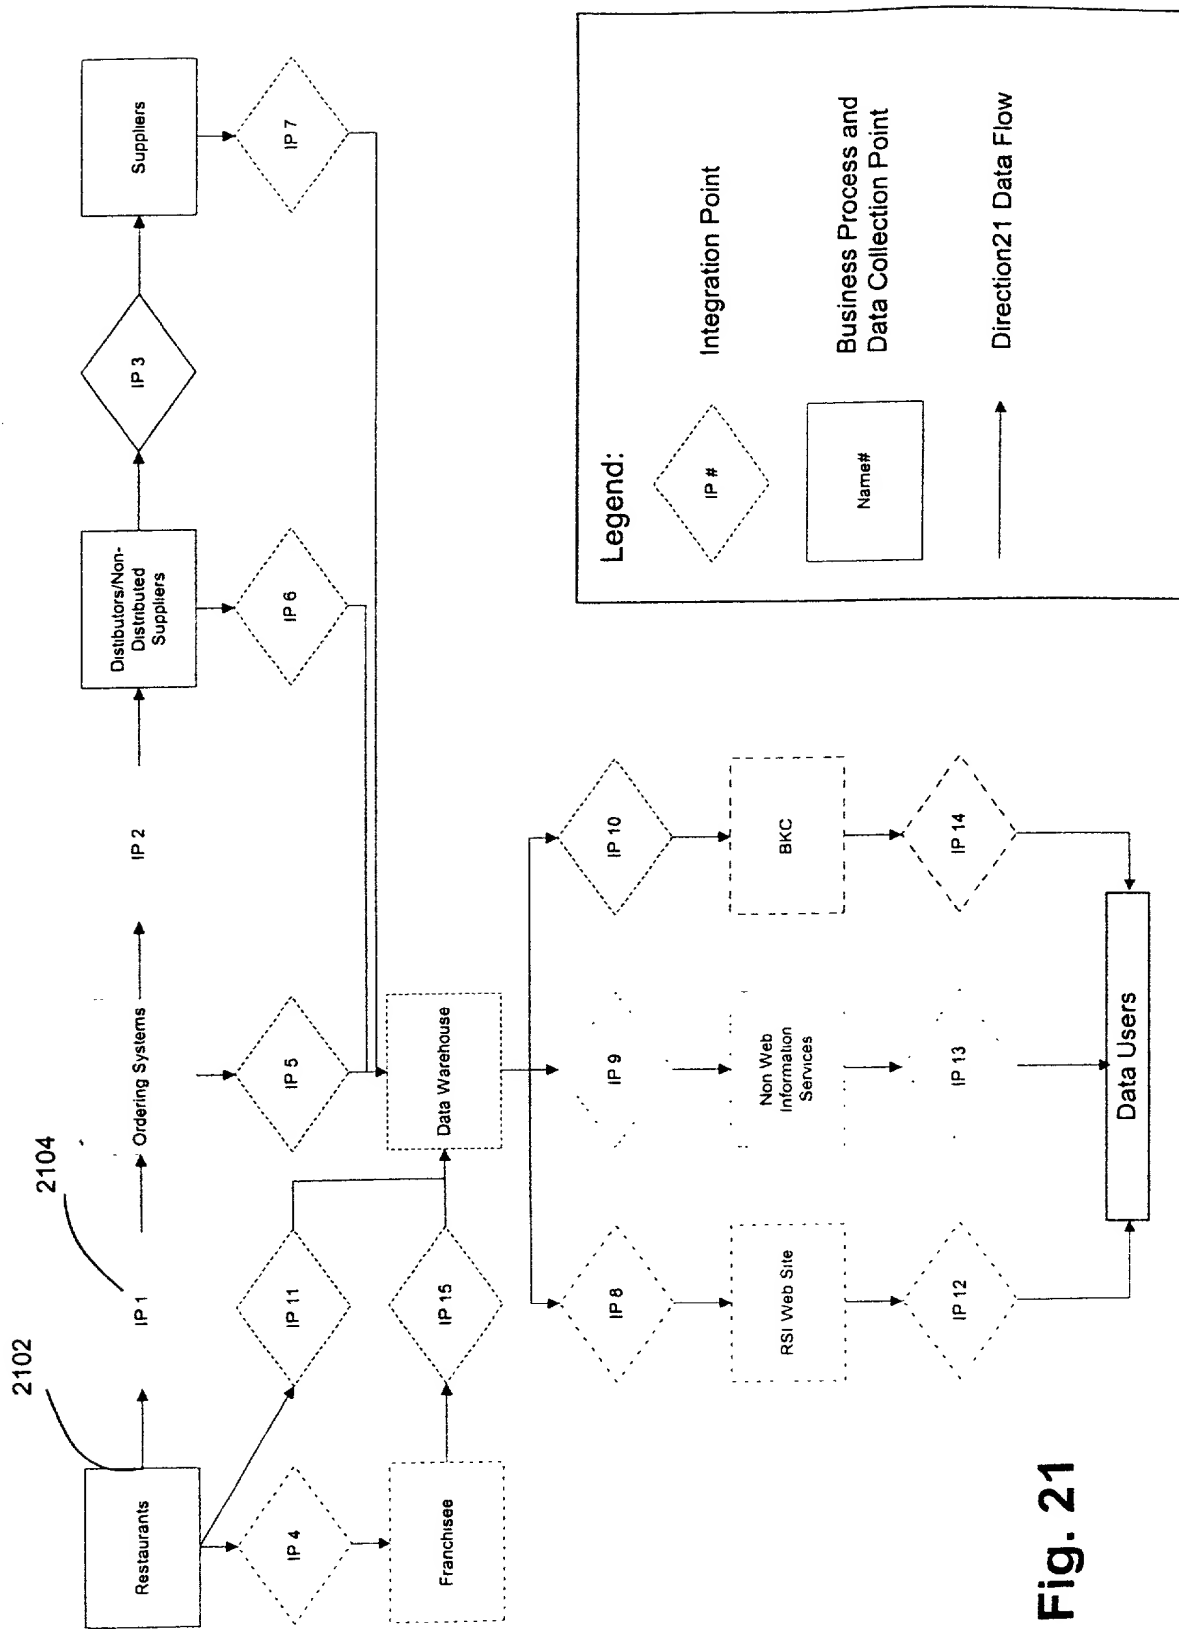 2102
2104
Restaurants
IP 1
Ordering Systems
IP 2
Distibutors/Non-
Distributed
Suppliers
IP 3
Suppliers
IP 4
IP 11
IP 5
IP 6
IP 7
Franchisee
IP 15
Data Warehouse
IP 8
IP 9
IP 10
RSI Web Site
Non Web
Information
Services
BKC
IP 12
IP 13
IP 14
Data Users
Legend:
IP #
Integration Point
Name#
Business Process and
Data Collection Point
Direction21 Data Flow
Fig. 21